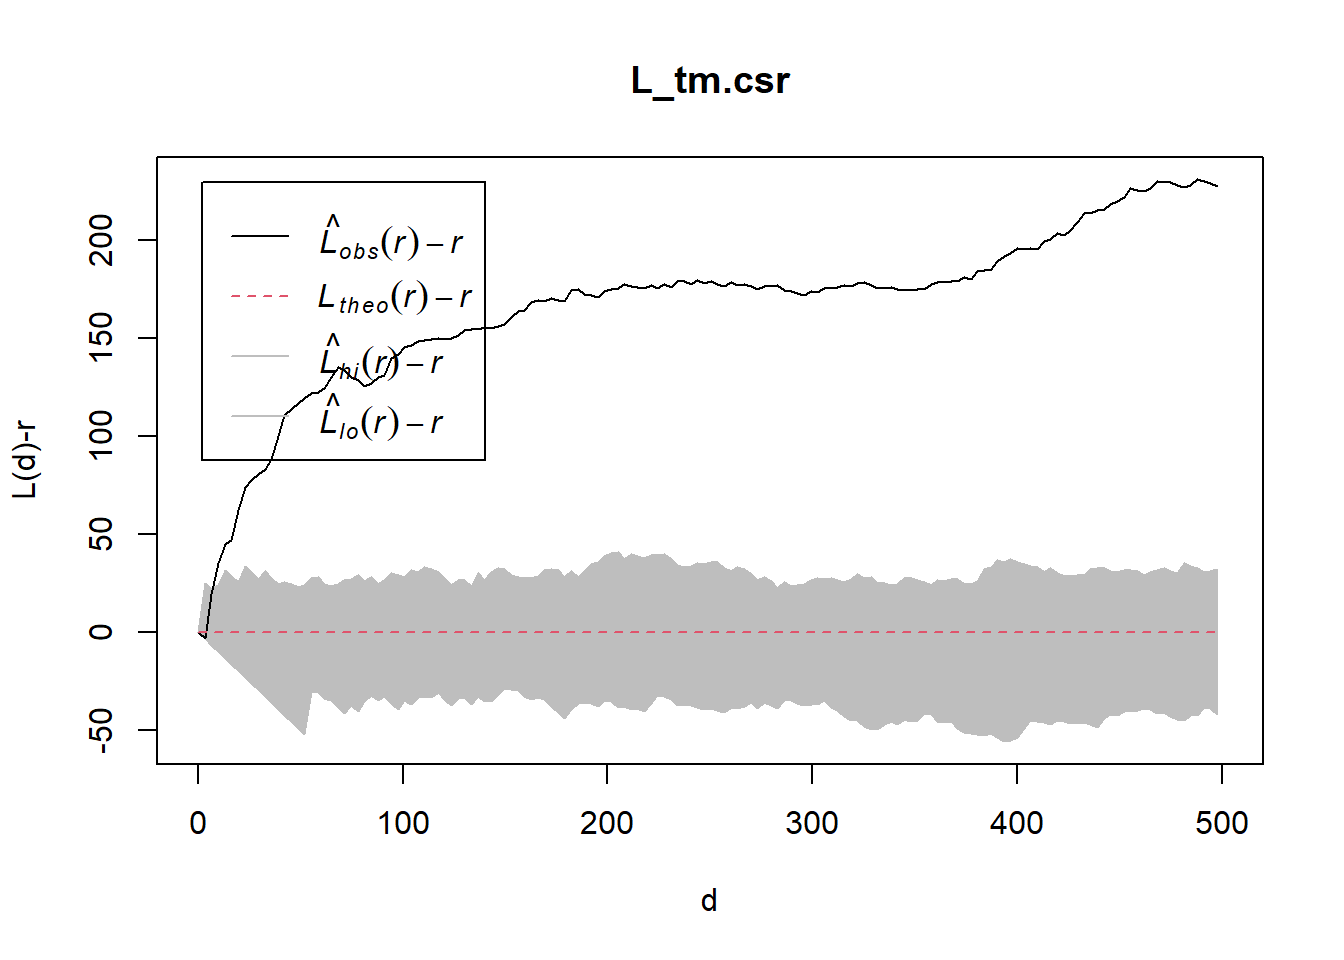 L_tm.csr
L̂obs(r) − r
Ltheo(r) − r
L̂hi(r) − r
L̂lo(r) − r
L(d)-r
200
150
100
50
0
-50
0 100 200 300 400 500
d